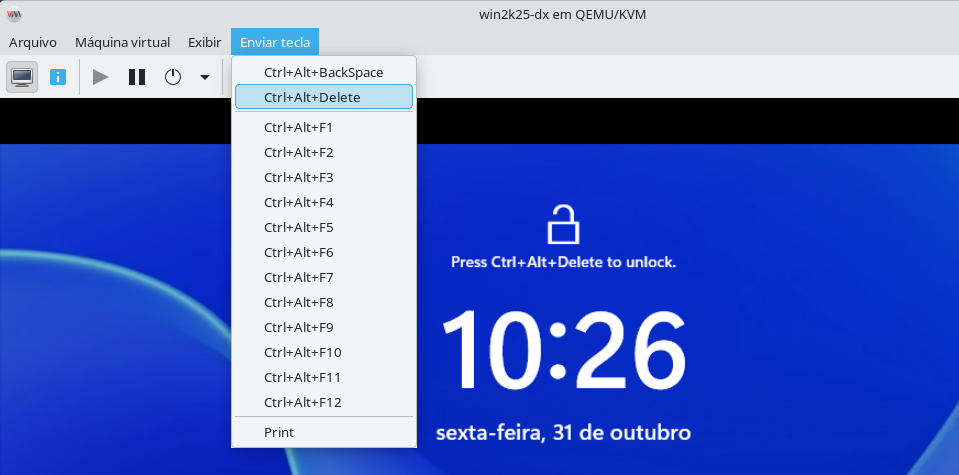 win2k25-dx em QEMU/KVM
Arquivo Máquina virtual Exibir Enviar tecla
Ctrl+Alt+BackSpace
Ctrl+Alt+Delete
Ctrl+Alt+F1
Ctrl+Alt+F2
Ctrl+Alt+F3
Ctrl+Alt+F4
Ctrl+Alt+F5
Ctrl+Alt+F6
Ctrl+Alt+F7
Ctrl+Alt+F8
Ctrl+Alt+F9
Ctrl+Alt+F10
Ctrl+Alt+F11
Ctrl+Alt+F12
Print
Press Ctrl+Alt+Delete to unlock.
10:26
sexta-feira, 31 de outubro